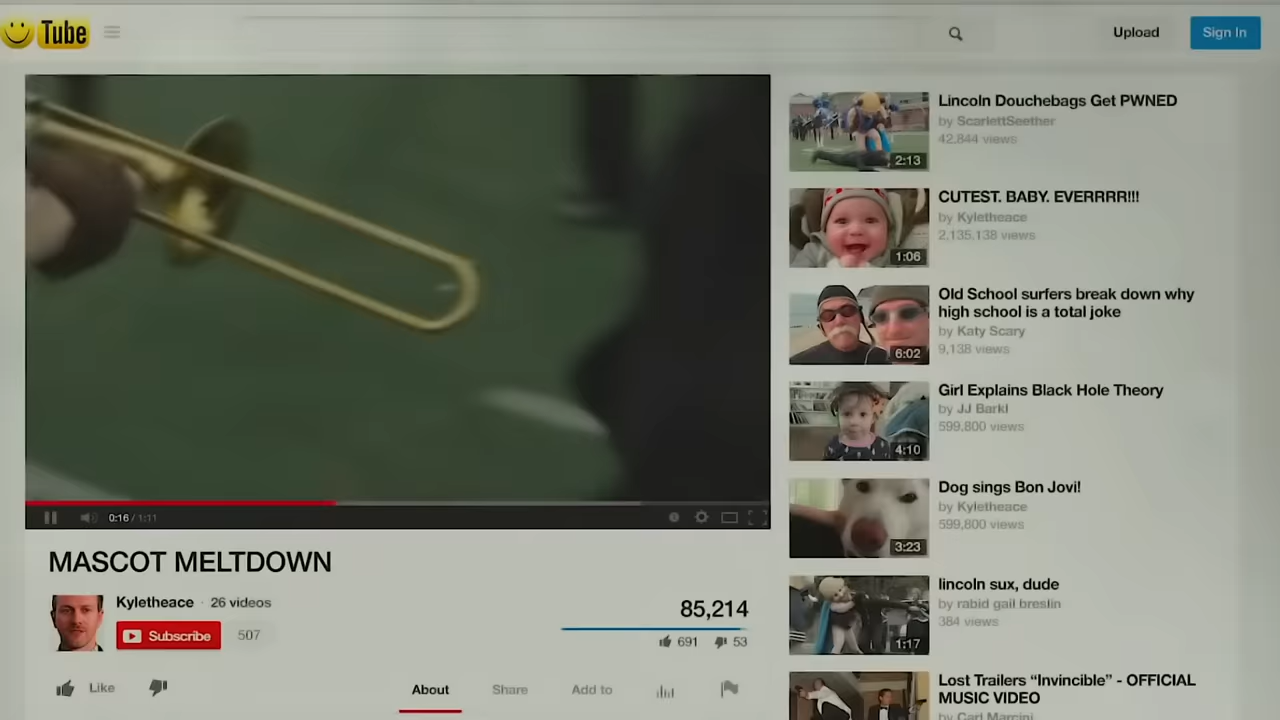 Tube
Upload
Sign In
Lincoln Douchebags Get PWNED
by ScarlettSeether
42,844 views
2:13
CUTEST. BABY. EVERRRR!!!
by Kyletheace
2,135,138 views
1:06
Old School surfers break down why
high school is a total joke
by Katy Scary
9,138 views
6:02
Girl Explains Black Hole Theory
by JJ Barkl
599,800 views
4:10
Dog sings Bon Jovi!
by Kyletheace
599,800 views
3:23
lincoln sux, dude
by rabid gail breslin
384 views
1:17
Lost Trailers “Invincible” - OFFICIAL
MUSIC VIDEO
by Carl Marcini
0:16 / 1:11
MASCOT MELTDOWN
Kyletheace · 26 videos
Subscribe 507
85,214
691 53
Like
About Share Add to